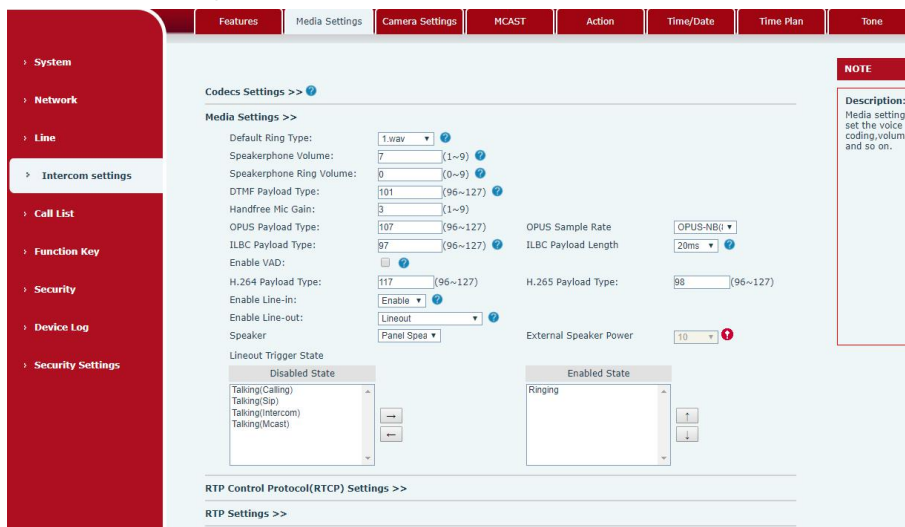 Features Media Settings Camera Settings MCAST Action Time/Date Time Plan Tone
› System
› Network
› Line
› Intercom settings
› Call List
› Function Key
› Security
› Device Log
› Security Settings
Codecs Settings >> ?
Media Settings >>
Default Ring Type: 1.wav ?
Speakerphone Volume: 7 (1~9) ?
Speakerphone Ring Volume: 0 (0~9) ?
DTMF Payload Type: 101 (96~127) ?
Handfree Mic Gain: 3 (1~9)
OPUS Payload Type: 107 (96~127) OPUS Sample Rate OPUS-NB(
ILBC Payload Type: 97 (96~127) ? ILBC Payload Length 20ms ?
Enable VAD: ?
H.264 Payload Type: 117 (96~127) H.265 Payload Type: 98 (96~127)
Enable Line-in: Enable ?
Enable Line-out: Lineout ?
Speaker Panel Spea External Speaker Power 10
Lineout Trigger State
Disabled State Enabled State
Talking(Calling) Ringing
Talking(Sip)
Talking(Intercom) → ↑
Talking(Mcast) ← ↓
RTP Control Protocol(RTCP) Settings >>
RTP Settings >>
NOTE
Description:
Media setting
set the voice
coding,volum
and so on.